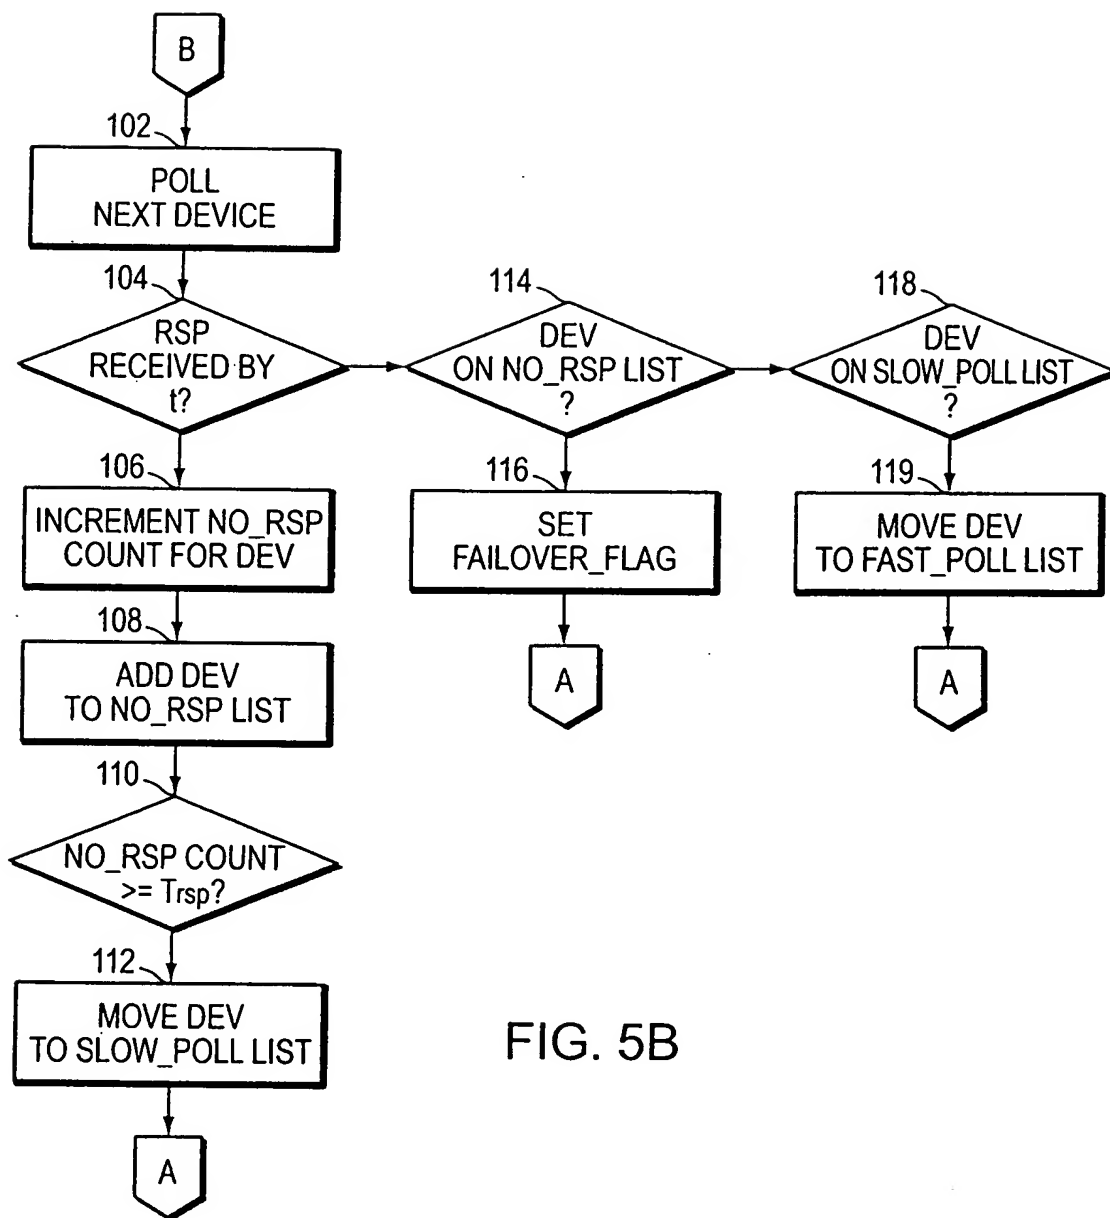 B
102
POLL
NEXT DEVICE
104
RSP
RECEIVED BY
t?
106
INCREMENT NO_RSP
COUNT FOR DEV
108
ADD DEV
TO NO_RSP LIST
110
NO_RSP COUNT
>= Trsp?
112
MOVE DEV
TO SLOW_POLL LIST
A
114
DEV
ON NO_RSP LIST
?
116
SET
FAILOVER_FLAG
A
118
DEV
ON SLOW_POLL LIST
?
119
MOVE DEV
TO FAST_POLL LIST
A
FIG. 5B